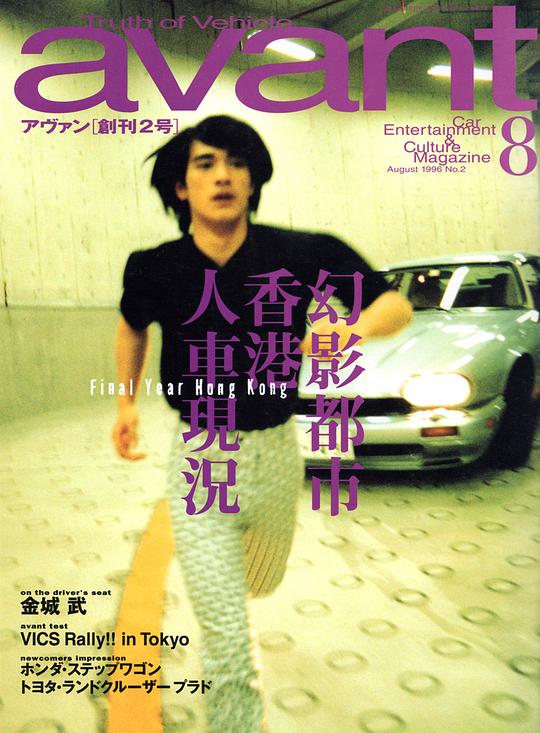 Truth of Vehicle
avant
アヴァン[創刊2号]
Car
Entertainment
&
Culture
Magazine
August 1996 No.2
8
幻影都市
香港
人車現況
Final Year Hong Kong
on the driver's seat
金城 武
avant test
VICS Rally!! in Tokyo
newcomers impression
ホンダ・ステップワゴン
トヨタ・ランドクルーザー プラド